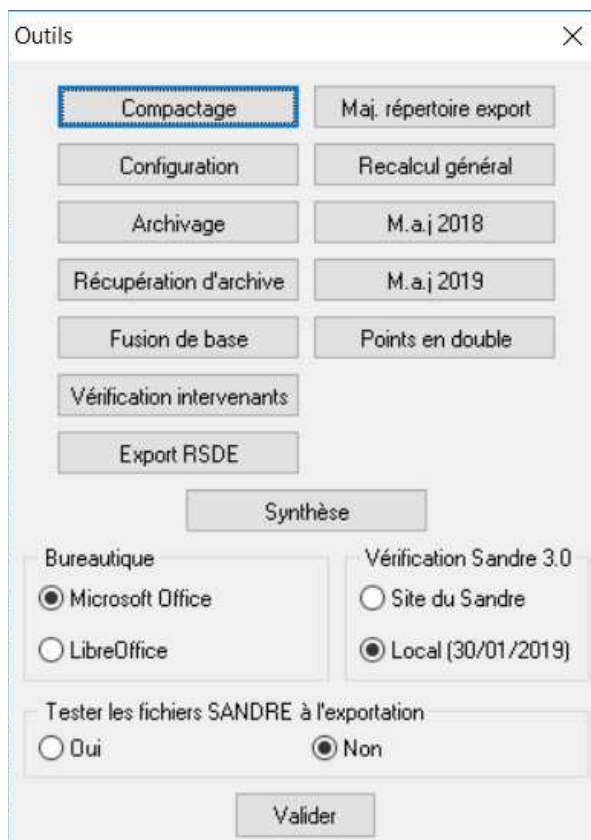 Outils
Compactage
Maj. répertoire export
Configuration
Recalcul général
Archivage
M.a.j 2018
Récupération d'archive
M.a.j 2019
Fusion de base
Points en double
Vérification intervenants
Export RSDE
Synthèse
Bureautique
Microsoft Office
LibreOffice
Vérification Sandre 3.0
Site du Sandre
Local (30/01/2019)
Tester les fichiers SANDRE à l'exportation
Oui
Non
Valider